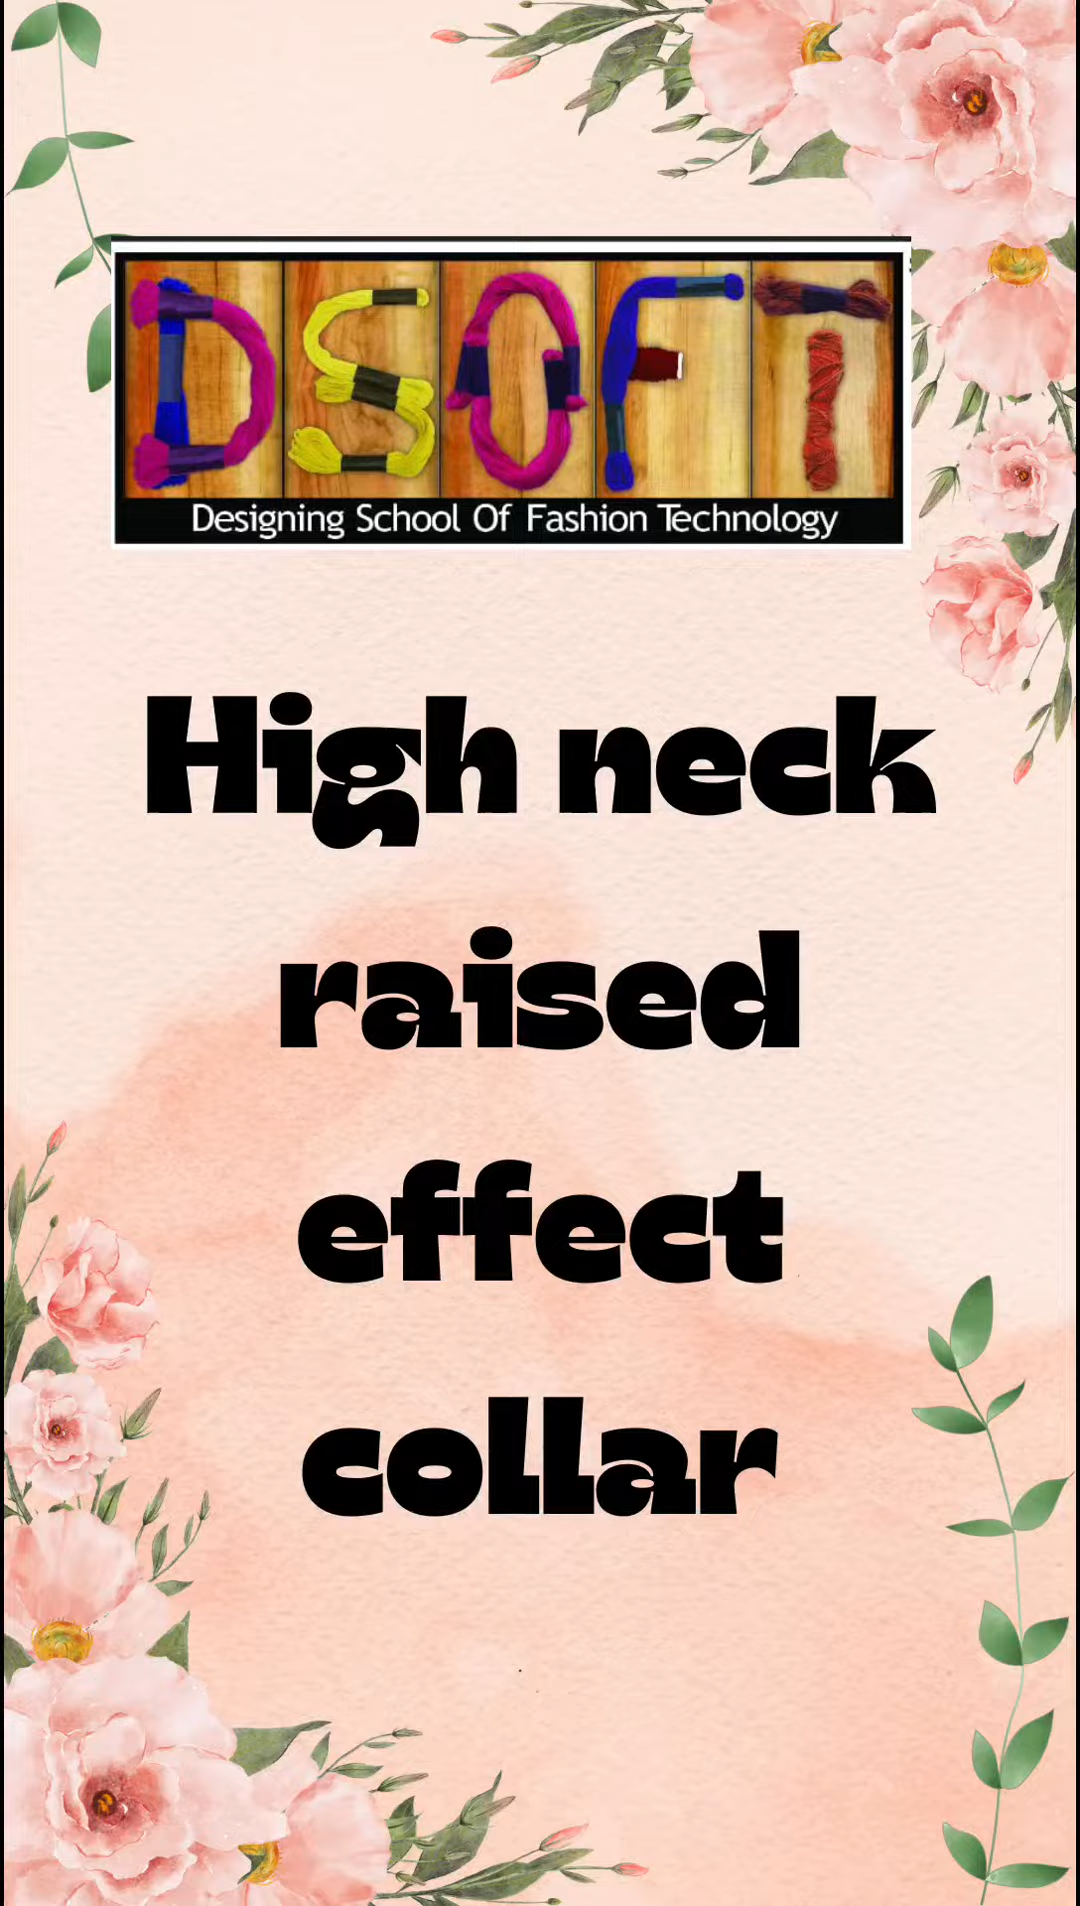 DSOFT
Designing School Of Fashion Technology
High neck
raised
effect
collar